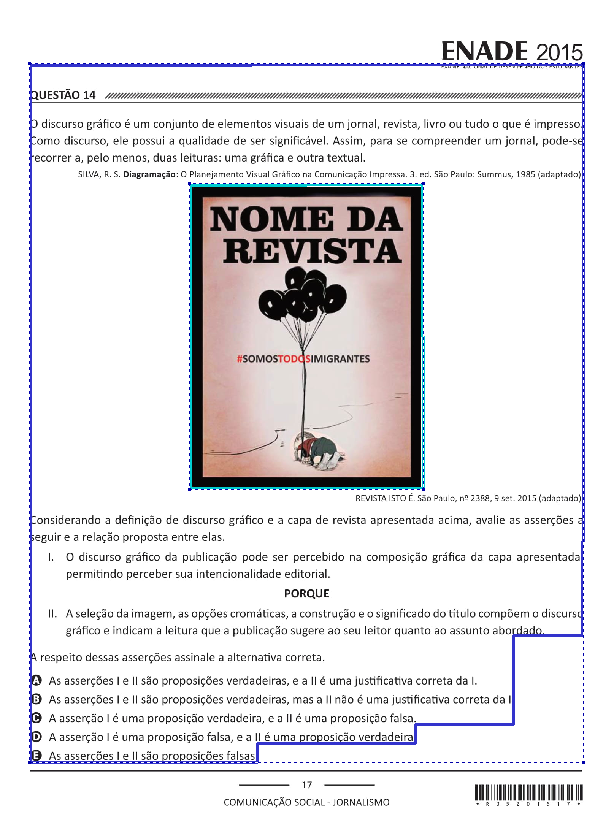 ENADE 2015
QUESTÃO 14
O discurso gráfico é um conjunto de elementos visuais de um jornal, revista, livro ou tudo o que é impresso.
Como discurso, ele possui a qualidade de ser significável. Assim, para se compreender um jornal, pode-se
recorrer a, pelo menos, duas leituras: uma gráfica e outra textual.
SILVA, R. S. Diagramação: O Planejamento Visual Gráfico na Comunicação Impressa. 3. ed. São Paulo: Summus, 1985 (adaptado)
NOME DA
REVISTA
#SOMOSTODOSIMIGRANTES
REVISTA ISTO É. São Paulo, nº 2388, 9 set. 2015 (adaptado)
Considerando a definição de discurso gráfico e a capa de revista apresentada acima, avalie as asserções a
seguir e a relação proposta entre elas.
I. O discurso gráfico da publicação pode ser percebido na composição gráfica da capa apresentada,
permitindo perceber sua intencionalidade editorial.
PORQUE
II. A seleção da imagem, as opções cromáticas, a construção e o significado do título compõem o discurso
gráfico e indicam a leitura que a publicação sugere ao seu leitor quanto ao assunto abordado.
A respeito dessas asserções assinale a alternativa correta.
A As asserções I e II são proposições verdadeiras, e a II é uma justificativa correta da I.
B As asserções I e II são proposições verdadeiras, mas a II não é uma justificativa correta da I
C A asserção I é uma proposição verdadeira, e a II é uma proposição falsa.
D A asserção I é uma proposição falsa, e a II é uma proposição verdadeira
E As asserções I e II são proposições falsas
17
COMUNICAÇÃO SOCIAL - JORNALISMO